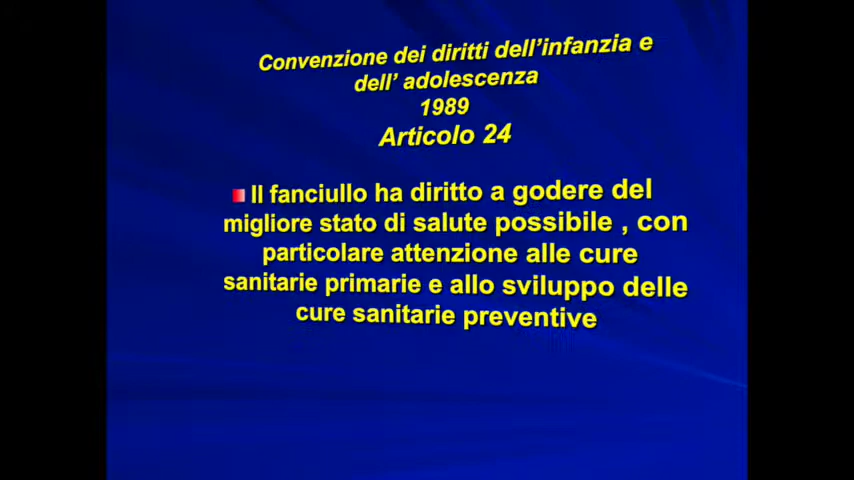 Convenzione dei diritti dell'infanzia e
dell' adolescenza
1989
Articolo 24
Il fanciullo ha diritto a godere del
migliore stato di salute possibile , con
particolare attenzione alle cure
sanitarie primarie e allo sviluppo delle
cure sanitarie preventive